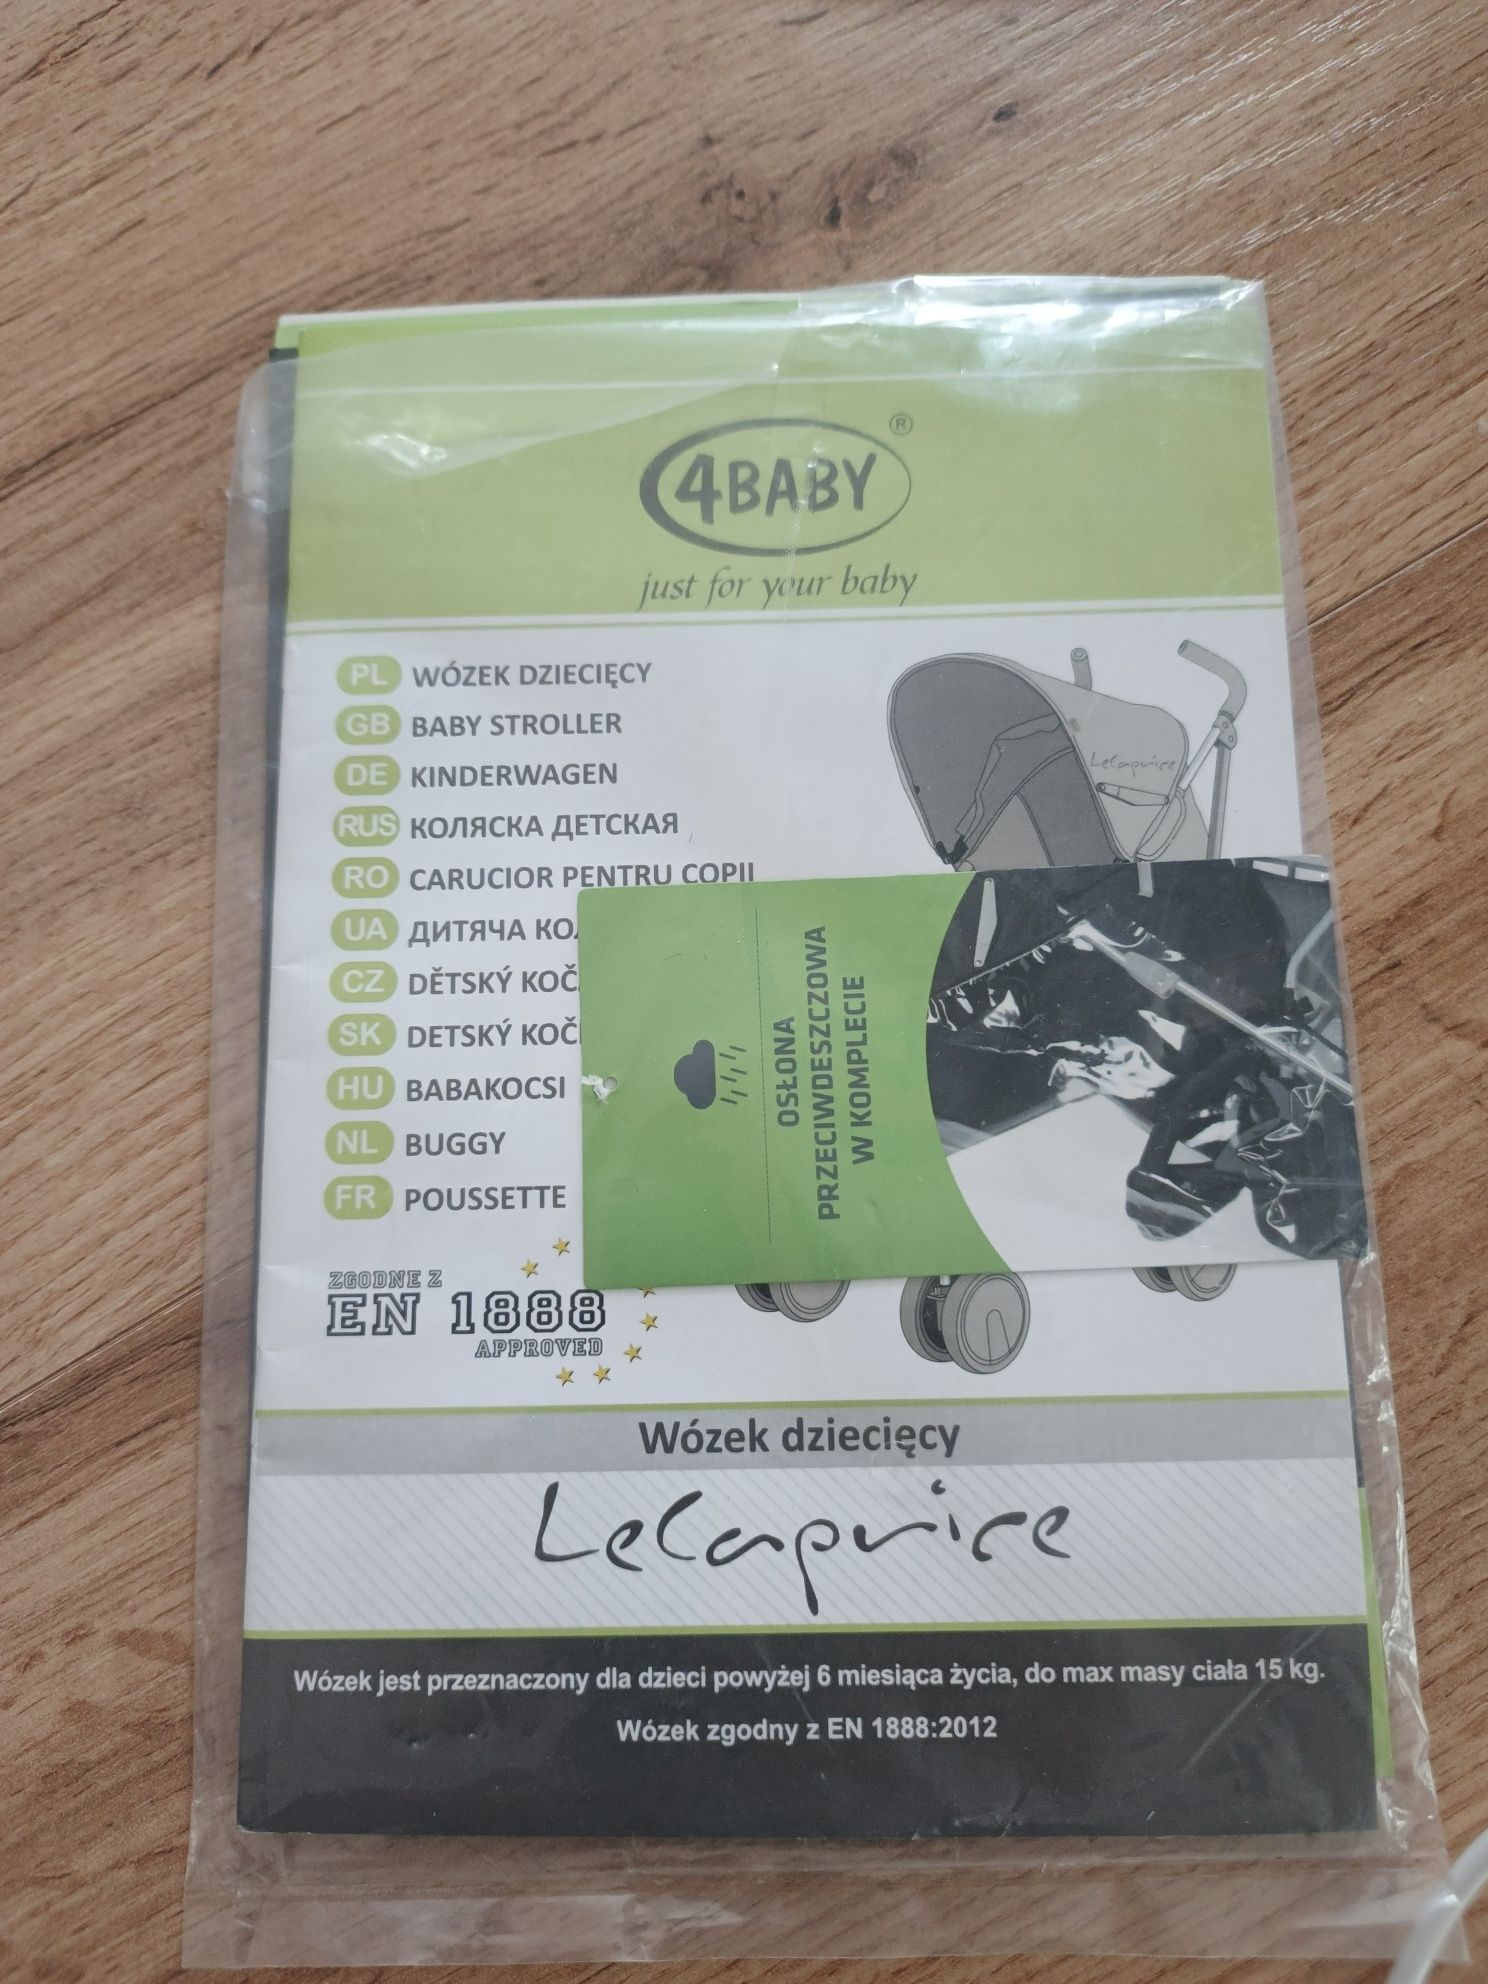 4BABY ®
just for your baby
PL WÓZEK DZIECIĘCY
GB BABY STROLLER
DE KINDERWAGEN
RUS КОЛЯСКА ДЕТСКАЯ
RO CARUCIOR PENTRU COPII
UA ДИТЯЧА
CZ DĚTSKÝ
SK DETSKÝ
HU BABAKOCSI
NL BUGGY
FR POUSSETTE
LeCaprice
OSŁONA
PRZECIWDESZCZOWA
W KOMPLECIE
ZGODNE Z
EN 1888
APPROVED
Wózek dziecięcy
LeCaprice
Wózek jest przeznaczony dla dzieci powyżej 6 miesiąca życia, do max masy ciała 15 kg.
Wózek zgodny z EN 1888:2012